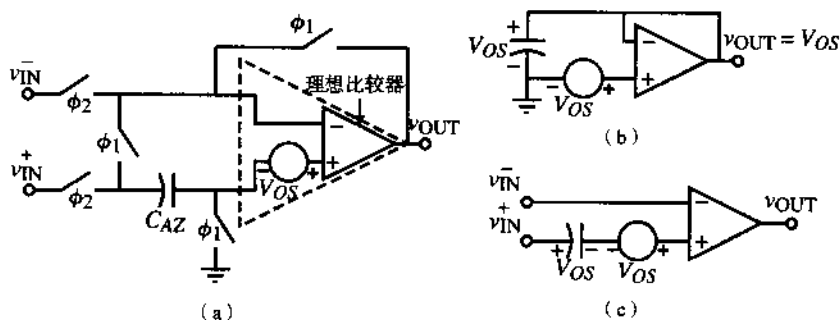 ϕ1
v−IN
ϕ2
理想比较器
vOUT
ϕ1
v+IN
ϕ2
CAZ
ϕ1
VOS
− +
− +
(a)
+
VOS
−
− +
VOS
− +
vOUT = VOS
(b)
v−IN
v+IN
+ −
VOS
− +
VOS
− +
vOUT
(c)